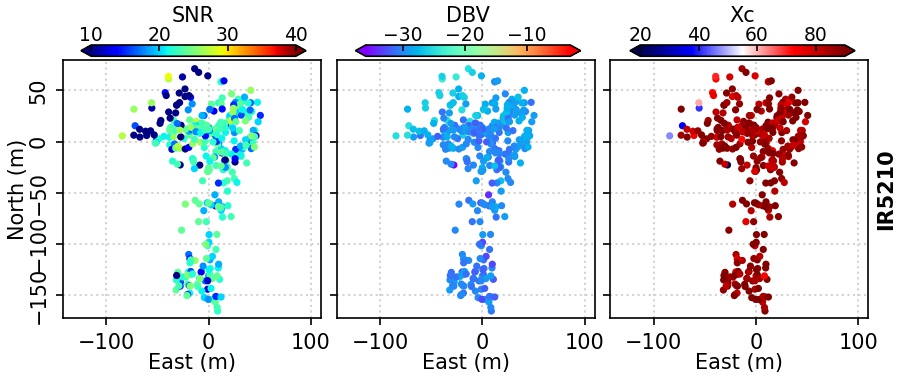 SNR DBV Xc
10 20 30 40 −30 −20 −10 20 40 60 80
50
0
−50
−100
−150
North (m)
−100 0 100 −100 0 100 −100 0 100
East (m) East (m) East (m)
IR5210